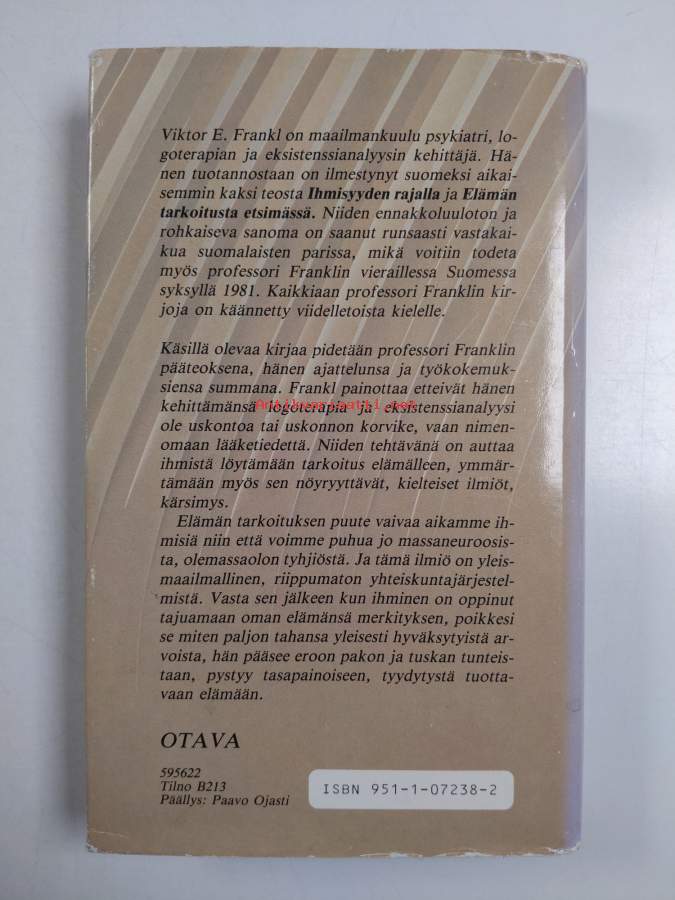 Viktor E. Frankl on maailmankuulu psykiatri, lo-
goterapian ja eksistenssianalyysin kehittäjä. Hä-
nen tuotannostaan on ilmestynyt suomeksi aikai-
semmin kaksi teosta Ihmisyyden rajalla ja Elämän
tarkoitusta etsimässä. Niiden ennakkoluuloton ja
rohkaiseva sanoma on saanut runsaasti vastakai-
kua suomalaisten parissa, mikä voitiin todeta
myös professori Franklin vieraillessa Suomessa
syksyllä 1981. Kaikkiaan professori Franklin kir-
joja on käännetty viidelletoista kielelle.
Käsillä olevaa kirjaa pidetään professori Franklin
pääteoksena, hänen ajattelunsa ja työkokemuk-
siensa summana. Frankl painottaa etteivät hänen
kehittämänsä logoterapia ja eksistenssianalyysi
ole uskontoa tai uskonnon korvike, vaan nimen-
omaan lääketiedettä. Niiden tehtävänä on auttaa
ihmistä löytämään tarkoitus elämälleen, ymmär-
tämään myös sen nöyryyttävät, kielteiset ilmiöt,
kärsimys.
Elämän tarkoituksen puute vaivaa aikamme ih-
misiä niin että voimme puhua jo massaneuroosis-
ta, olemassaolon tyhjiöstä. Ja tämä ilmiö on yleis-
maailmallinen, riippumaton yhteiskuntajärjestel-
mistä. Vasta sen jälkeen kun ihminen on oppinut
tajuamaan oman elämänsä merkityksen, poikkesi
se miten paljon tahansa yleisesti hyväksytyistä ar-
voista, hän pääsee eroon pakon ja tuskan tunteis-
taan, pystyy tasapainoiseen, tyydytystä tuotta-
vaan elämään.
OTAVA
595622
Tilno B213
Päällys: Paavo Ojasti
ISBN 951-1-07238-2